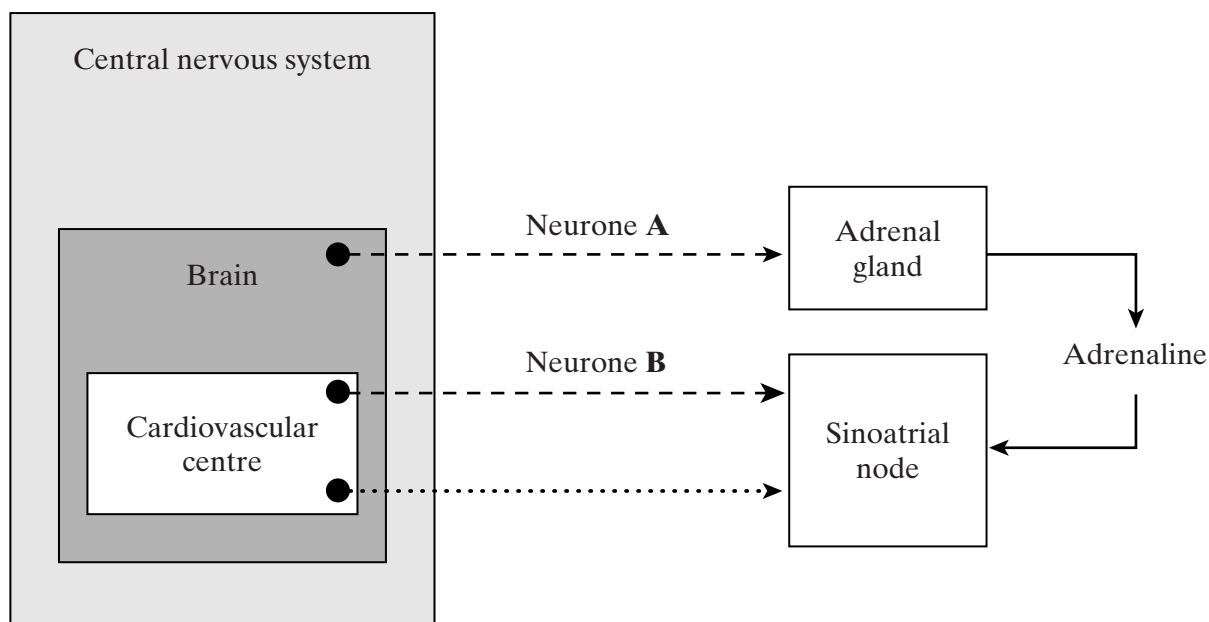 Central nervous system
Neurone A
Adrenal
gland
Brain
Adrenaline
Neurone B
Cardiovascular
centre
Sinoatrial
node